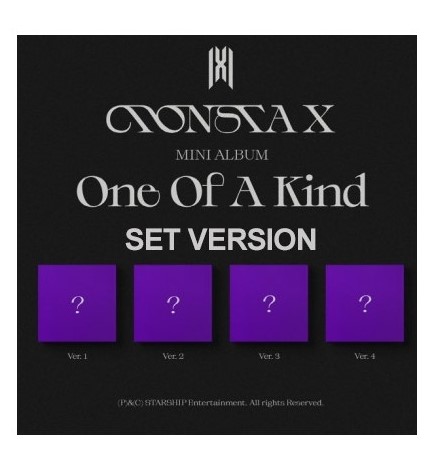 MONSTA X
MINI ALBUM
One Of A Kind
SET VERSION
? ? ? ?
Ver. 1 Ver. 2 Ver. 3 Ver. 4
(P)&(C) STARSHIP Entertainment. All rights Reserved.